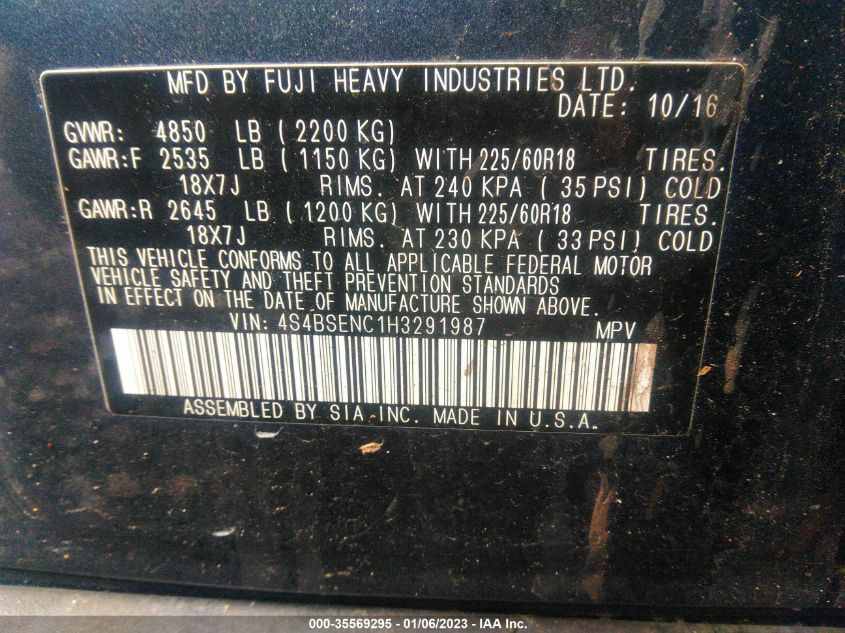 MFD BY FUJI HEAVY INDUSTRIES LTD.
DATE: 10/16
GVWR: 4850 LB ( 2200 KG)
GAWR:F 2535 LB ( 1150 KG) WITH 225/60R18 TIRES.
18X7J RIMS. AT 240 KPA ( 35 PSI) COLD
GAWR:R 2645 LB ( 1200 KG) WITH 225/60R18 TIRES.
18X7J RIMS. AT 230 KPA ( 33 PSI) COLD
THIS VEHICLE CONFORMS TO ALL APPLICABLE FEDERAL MOTOR
VEHICLE SAFETY AND THEFT PREVENTION STANDARDS
IN EFFECT ON THE DATE OF MANUFACTURE SHOWN ABOVE.
VIN: 4S4BSENC1H3291987 MPV
ASSEMBLED BY SIA, INC. MADE IN U.S.A.
000-35569295 - 01/06/2023 - IAA Inc.